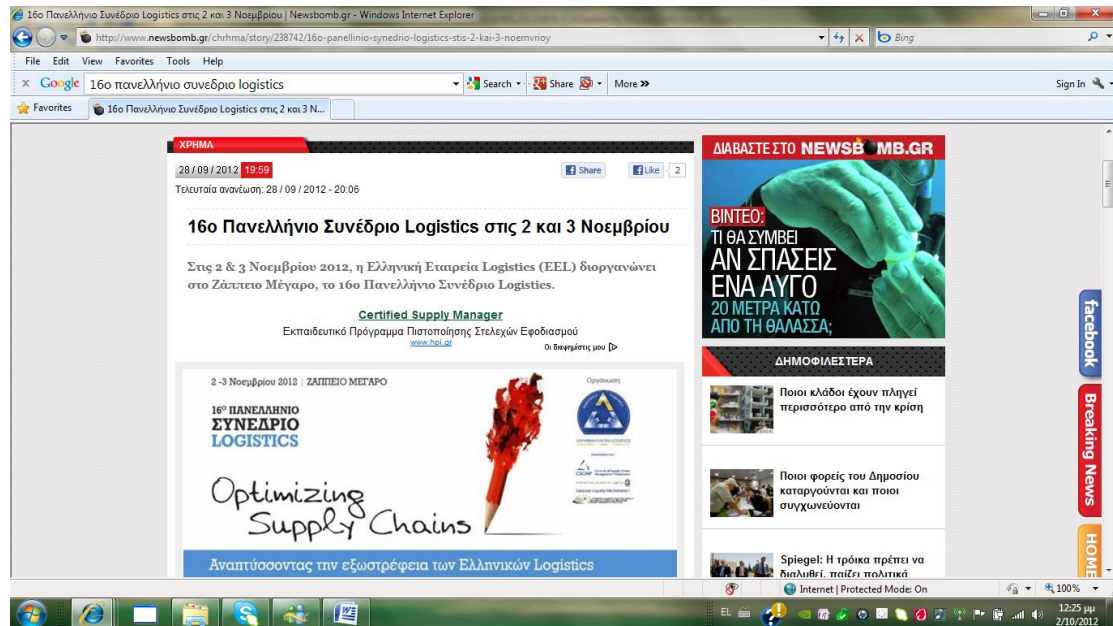 16ο Πανελλήνιο Συνέδριο Logistics στις 2 και 3 Νοεμβρίου | Newsbomb.gr - Windows Internet Explorer
http://www.newsbomb.gr/chrhma/story/238742/16o-panellinio-synedrio-logistics-stis-2-kai-3-noemvrioy
Bing
File Edit View Favorites Tools Help
x Google 16ο πανελλήνιο συνεδριο logistics Search Share More »
Sign In
Favorites 16ο Πανελλήνιο Συνέδριο Logistics στις 2 και 3 Ν...
ΧΡΗΜΑ
28 / 09 / 2012 19:59
Share Like 2
Τελευταία ανανέωση: 28 / 09 / 2012 - 20:06
16ο Πανελλήνιο Συνέδριο Logistics στις 2 και 3 Νοεμβρίου
Στις 2 & 3 Νοεμβρίου 2012, η Ελληνική Εταιρεία Logistics (EEL) διοργανώνει
στο Ζάππειο Μέγαρο, το 16ο Πανελλήνιο Συνέδριο Logistics.
Certified Supply Manager
Εκπαιδευτικό Πρόγραμμα Πιστοποίησης Στελεχών Εφοδιασμού
www.hpi.gr
Οι διαφημίσεις μου
2 -3 Νοεμβρίου 2012 | ΖΑΠΠΕΙΟ ΜΕΓΑΡΟ
Οργάνωση
16º ΠΑΝΕΛΛΗΝΙΟ
ΣΥΝΕΔΡΙΟ
LOGISTICS
CSCMP
Optimizing
Supply Chains
Αναπτύσσοντας την εξωστρέφεια των Ελληνικών Logistics
ΔΙΑΒΑΣΤΕ ΣΤΟ NEWSB MB.GR
ΒΙΝΤΕΟ:
ΤΙ ΘΑ ΣΥΜΒΕΙ
ΑΝ ΣΠΑΣΕΙΣ
ΕΝΑ ΑΥΓΟ
20 ΜΕΤΡΑ ΚΑΤΩ
ΑΠΟ ΤΗ ΘΑΛΑΣΣΑ;
ΔΗΜΟΦΙΛΕΣΤΕΡΑ
Ποιοι κλάδοι έχουν πληγεί
περισσότερο από την κρίση
Ποιοι φορείς του Δημοσίου
καταργούνται και ποιοι
συγχωνεύονται
Spiegel: Η τρόικα πρέπει να
διαλυθεί, παίζει πολιτικά
facebook
Breaking News
HOME
Internet | Protected Mode: On
100%
EL
12:25 μμ
2/10/2012